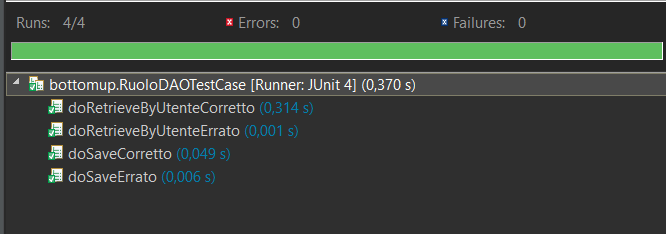 Runs: 4/4 Errors: 0 Failures: 0
bottomup.RuoloDAOTestCase [Runner: JUnit 4] (0,370 s)
doRetrieveByUtenteCorretto (0,314 s)
doRetrieveByUtenteErrato (0,001 s)
doSaveCorretto (0,049 s)
doSaveErrato (0,006 s)